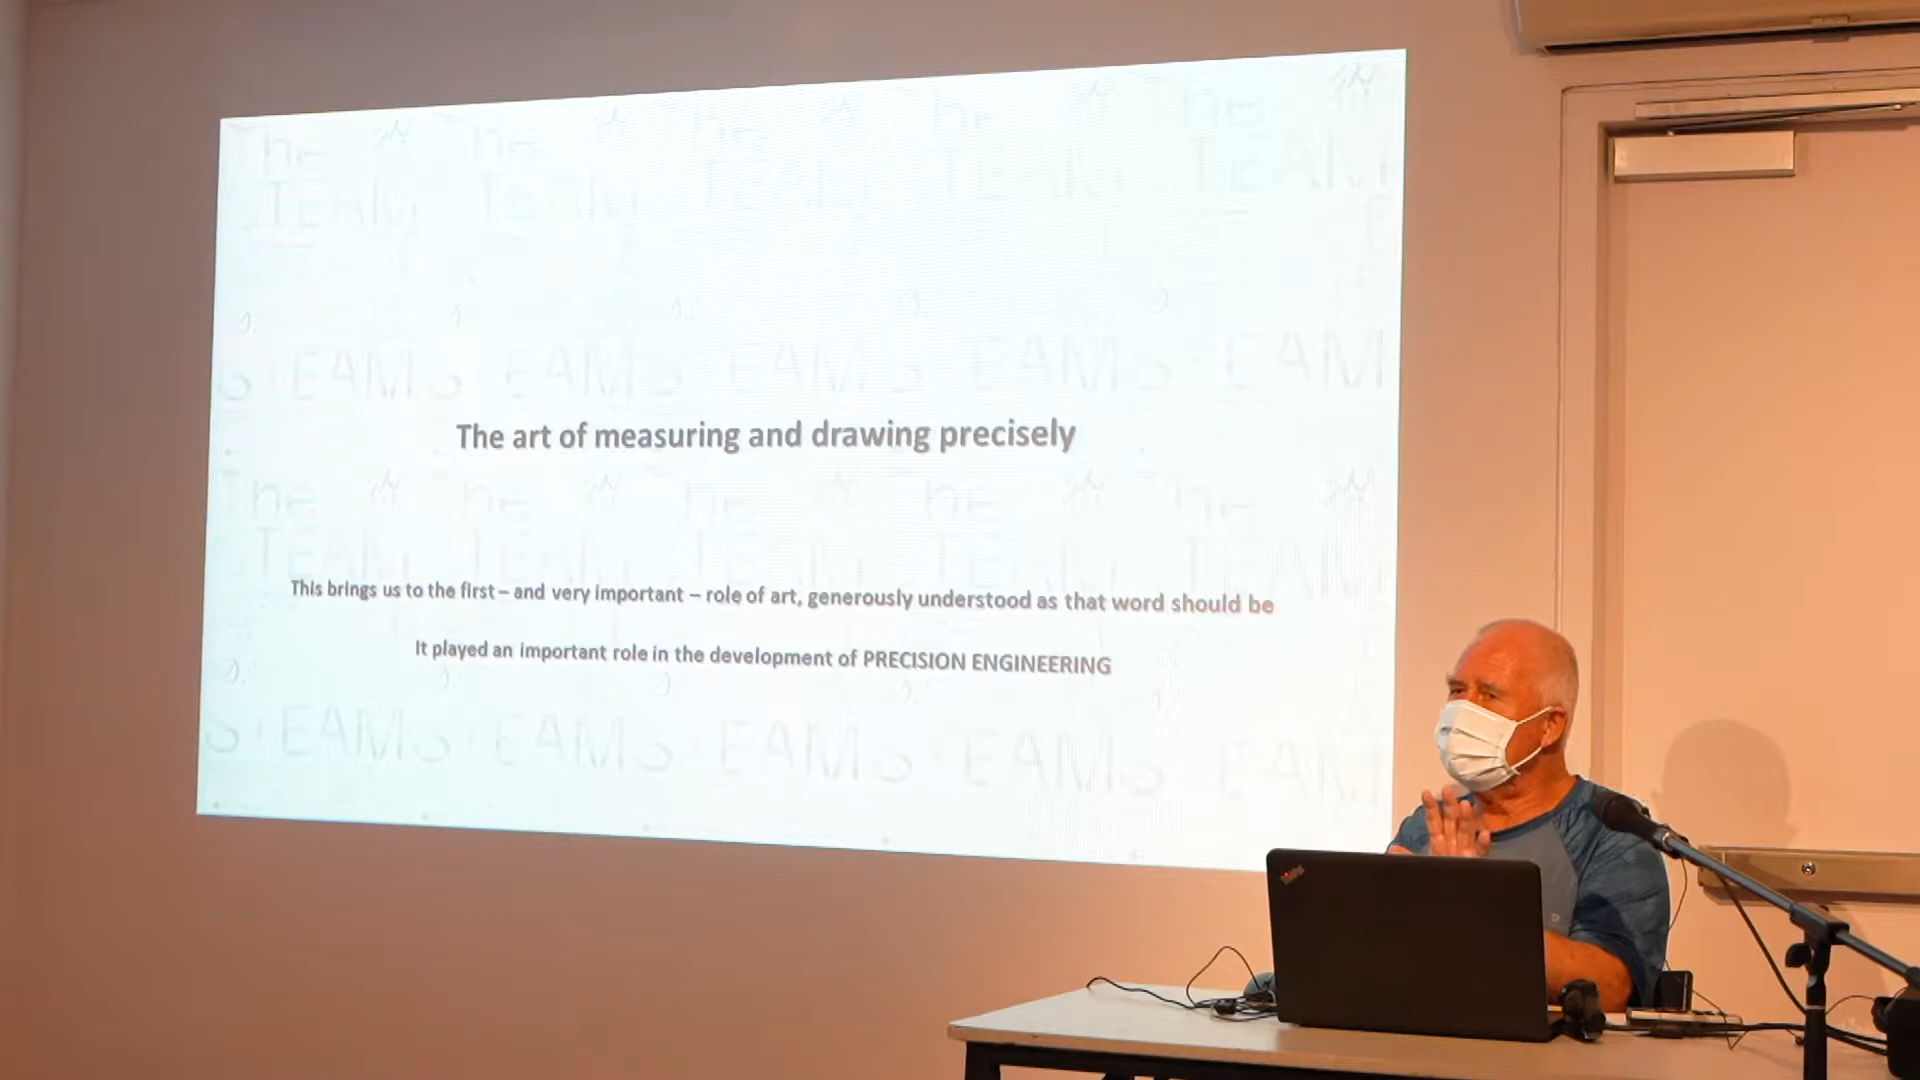 The art of measuring and drawing precisely
This brings us to the first – and very important – role of art, generously understood as that word should be
It played an important role in the development of PRECISION ENGINEERING
ThinkPad